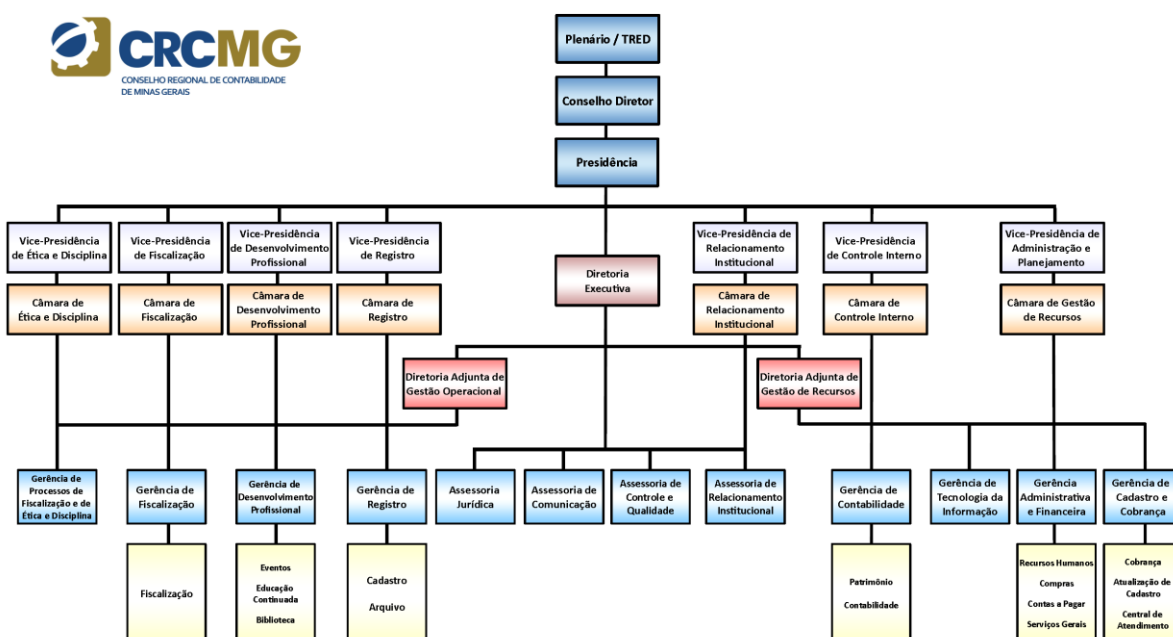 CRCMG
CONSELHO REGIONAL DE CONTABILIDADE
DE MINAS GERAIS
Plenário / TRED
Conselho Diretor
Presidência
Vice-Presidência
de Ética e Disciplina
Vice-Presidência
de Fiscalização
Vice-Presidência
de Desenvolvimento
Profissional
Vice-Presidência
de Registro
Diretoria
Executiva
Vice-Presidência de
Relacionamento
Institucional
Vice-Presidência
de Controle Interno
Vice-Presidência de
Administração e
Planejamento
Câmara de
Ética e Disciplina
Câmara de
Fiscalização
Câmara de
Desenvolvimento
Profissional
Câmara de
Registro
Câmara de
Relacionamento
Institucional
Câmara de
Controle Interno
Câmara de Gestão
de Recursos
Diretoria Adjunta de
Gestão Operacional
Diretoria Adjunta de
Gestão de Recursos
Gerência de
Processos de
Fiscalização e de
Ética e Disciplina
Gerência de
Fiscalização
Gerência de
Desenvolvimento
Profissional
Gerência de
Registro
Assessoria
Jurídica
Assessoria de
Comunicação
Assessoria de
Controle e
Qualidade
Assessoria de
Relacionamento
Institucional
Gerência de
Contabilidade
Gerência de
Tecnologia da
Informação
Gerência
Administrativa
e Financeira
Gerência de
Cadastro e
Cobrança
Fiscalização
Eventos
Educação
Continuada
Biblioteca
Cadastro
Arquivo
Patrimônio
Contabilidade
Recursos Humanos
Compras
Contas a Pagar
Serviços Gerais
Cobrança
Atualização de
Cadastro
Central de
Atendimento